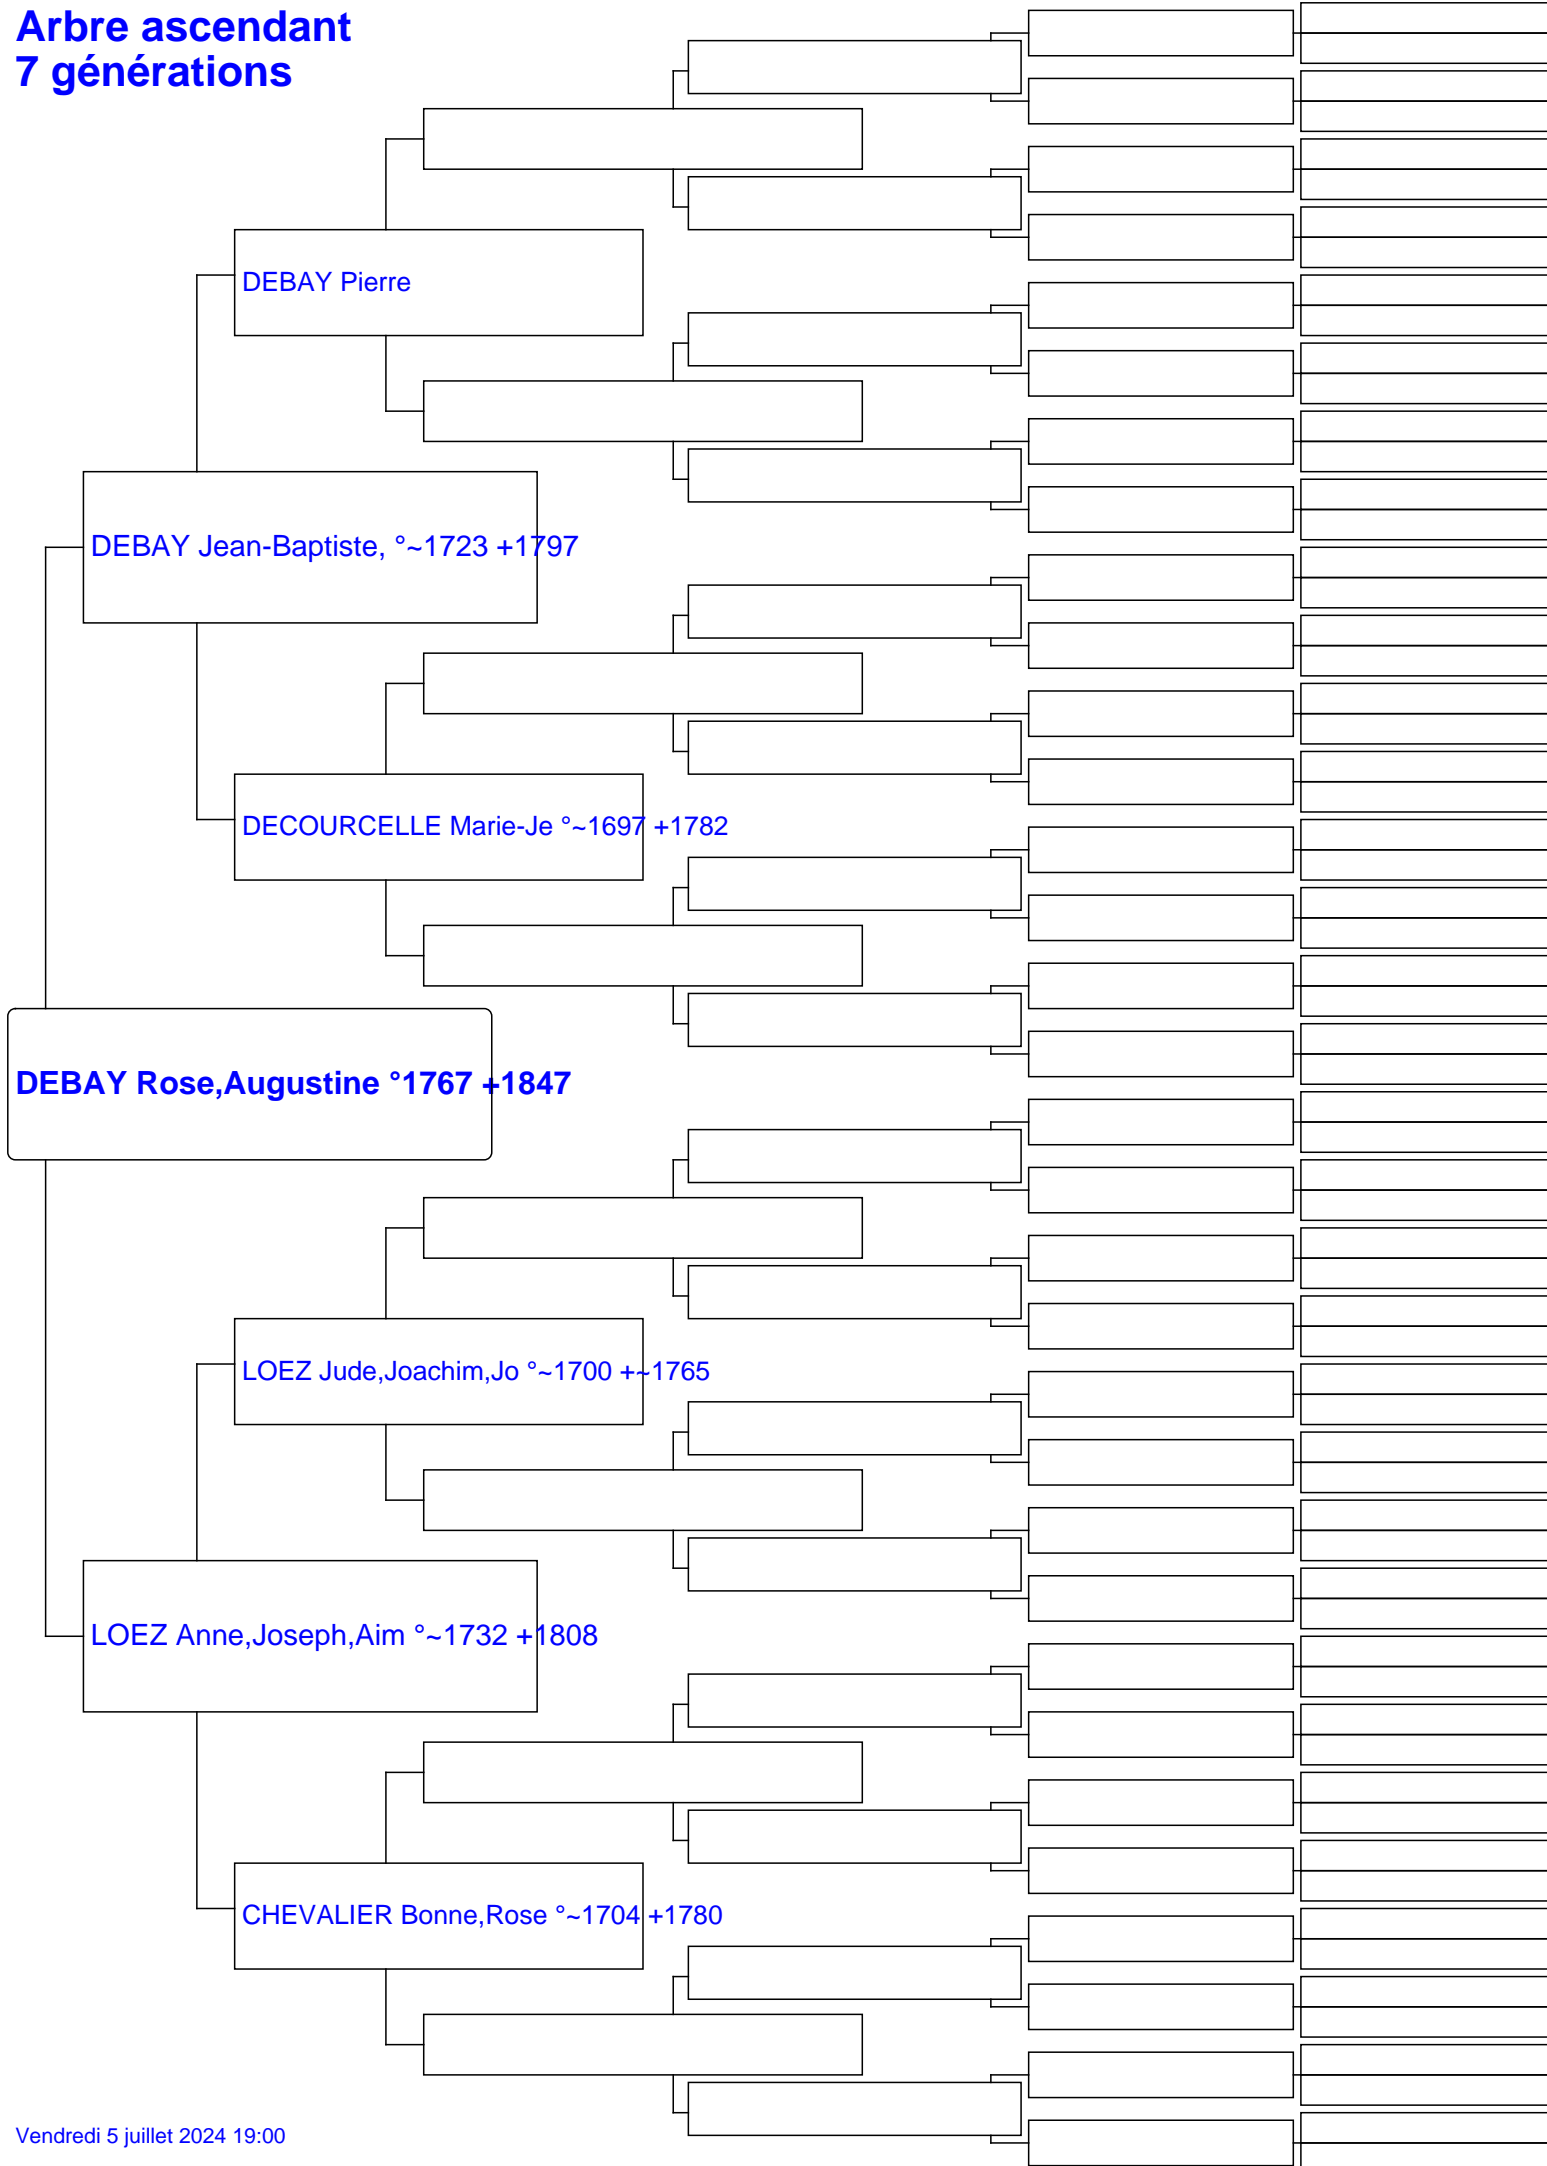 Arbre ascendant
7 générations
DEBAY Pierre
DEBAY Jean-Baptiste, °~1723 +1797
DECOURCELLE Marie-Je °~1697 +1782
DEBAY Rose,Augustine °1767 +1847
LOEZ Jude,Joachim,Jo °~1700 +~1765
LOEZ Anne,Joseph,Aim °~1732 +1808
CHEVALIER Bonne,Rose °~1704 +1780
Vendredi 5 juillet 2024 19:00